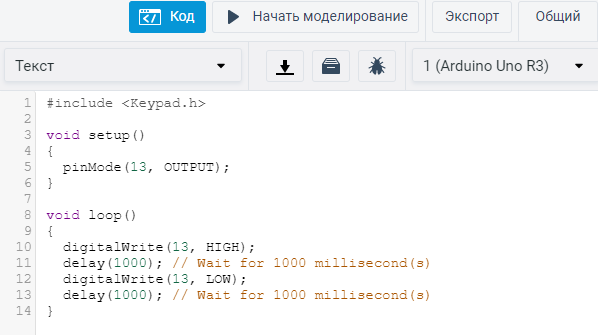 Код Начать моделирование Экспорт Общий
Текст 1 (Arduino Uno R3)
1 #include <Keypad.h>
2
3 void setup()
4 {
5 pinMode(13, OUTPUT);
6 }
7
8 void loop()
9 {
10 digitalWrite(13, HIGH);
11 delay(1000); // Wait for 1000 millisecond(s)
12 digitalWrite(13, LOW);
13 delay(1000); // Wait for 1000 millisecond(s)
14 }